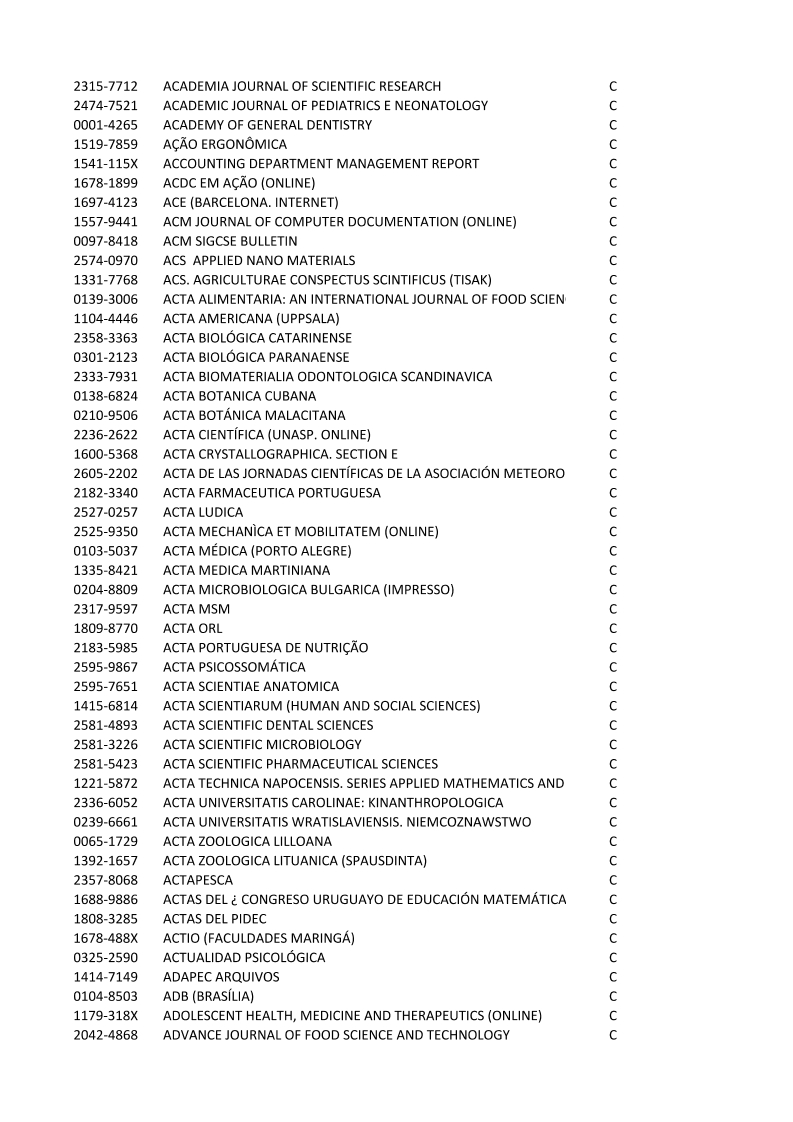 2315-7712 ACADEMIA JOURNAL OF SCIENTIFIC RESEARCH C
2474-7521 ACADEMIC JOURNAL OF PEDIATRICS E NEONATOLOGY C
0001-4265 ACADEMY OF GENERAL DENTISTRY C
1519-7859 AÇÃO ERGONÔMICA C
1541-115X ACCOUNTING DEPARTMENT MANAGEMENT REPORT C
1678-1899 ACDC EM AÇÃO (ONLINE) C
1697-4123 ACE (BARCELONA. INTERNET) C
1557-9441 ACM JOURNAL OF COMPUTER DOCUMENTATION (ONLINE) C
0097-8418 ACM SIGCSE BULLETIN C
2574-0970 ACS  APPLIED NANO MATERIALS C
1331-7768 ACS. AGRICULTURAE CONSPECTUS SCINTIFICUS (TISAK) C
0139-3006 ACTA ALIMENTARIA: AN INTERNATIONAL JOURNAL OF FOOD SCIEN C
1104-4446 ACTA AMERICANA (UPPSALA) C
2358-3363 ACTA BIOLÓGICA CATARINENSE C
0301-2123 ACTA BIOLÓGICA PARANAENSE C
2333-7931 ACTA BIOMATERIALIA ODONTOLOGICA SCANDINAVICA C
0138-6824 ACTA BOTANICA CUBANA C
0210-9506 ACTA BOTÁNICA MALACITANA C
2236-2622 ACTA CIENTÍFICA (UNASP. ONLINE) C
1600-5368 ACTA CRYSTALLOGRAPHICA. SECTION E C
2605-2202 ACTA DE LAS JORNADAS CIENTÍFICAS DE LA ASOCIACIÓN METEORO C
2182-3340 ACTA FARMACEUTICA PORTUGUESA C
2527-0257 ACTA LUDICA C
2525-9350 ACTA MECHANÌCA ET MOBILITATEM (ONLINE) C
0103-5037 ACTA MÉDICA (PORTO ALEGRE) C
1335-8421 ACTA MEDICA MARTINIANA C
0204-8809 ACTA MICROBIOLOGICA BULGARICA (IMPRESSO) C
2317-9597 ACTA MSM C
1809-8770 ACTA ORL C
2183-5985 ACTA PORTUGUESA DE NUTRIÇÃO C
2595-9867 ACTA PSICOSSOMÁTICA C
2595-7651 ACTA SCIENTIAE ANATOMICA C
1415-6814 ACTA SCIENTIARUM (HUMAN AND SOCIAL SCIENCES) C
2581-4893 ACTA SCIENTIFIC DENTAL SCIENCES C
2581-3226 ACTA SCIENTIFIC MICROBIOLOGY C
2581-5423 ACTA SCIENTIFIC PHARMACEUTICAL SCIENCES C
1221-5872 ACTA TECHNICA NAPOCENSIS. SERIES APPLIED MATHEMATICS AND C
2336-6052 ACTA UNIVERSITATIS CAROLINAE: KINANTHROPOLOGICA C
0239-6661 ACTA UNIVERSITATIS WRATISLAVIENSIS. NIEMCOZNAWSTWO C
0065-1729 ACTA ZOOLOGICA LILLOANA C
1392-1657 ACTA ZOOLOGICA LITUANICA (SPAUSDINTA) C
2357-8068 ACTAPESCA C
1688-9886 ACTAS DEL ¿ CONGRESO URUGUAYO DE EDUCACIÓN MATEMÁTICA C
1808-3285 ACTAS DEL PIDEC C
1678-488X ACTIO (FACULDADES MARINGÁ) C
0325-2590 ACTUALIDAD PSICOLÓGICA C
1414-7149 ADAPEC ARQUIVOS C
0104-8503 ADB (BRASÍLIA) C
1179-318X ADOLESCENT HEALTH, MEDICINE AND THERAPEUTICS (ONLINE) C
2042-4868 ADVANCE JOURNAL OF FOOD SCIENCE AND TECHNOLOGY C